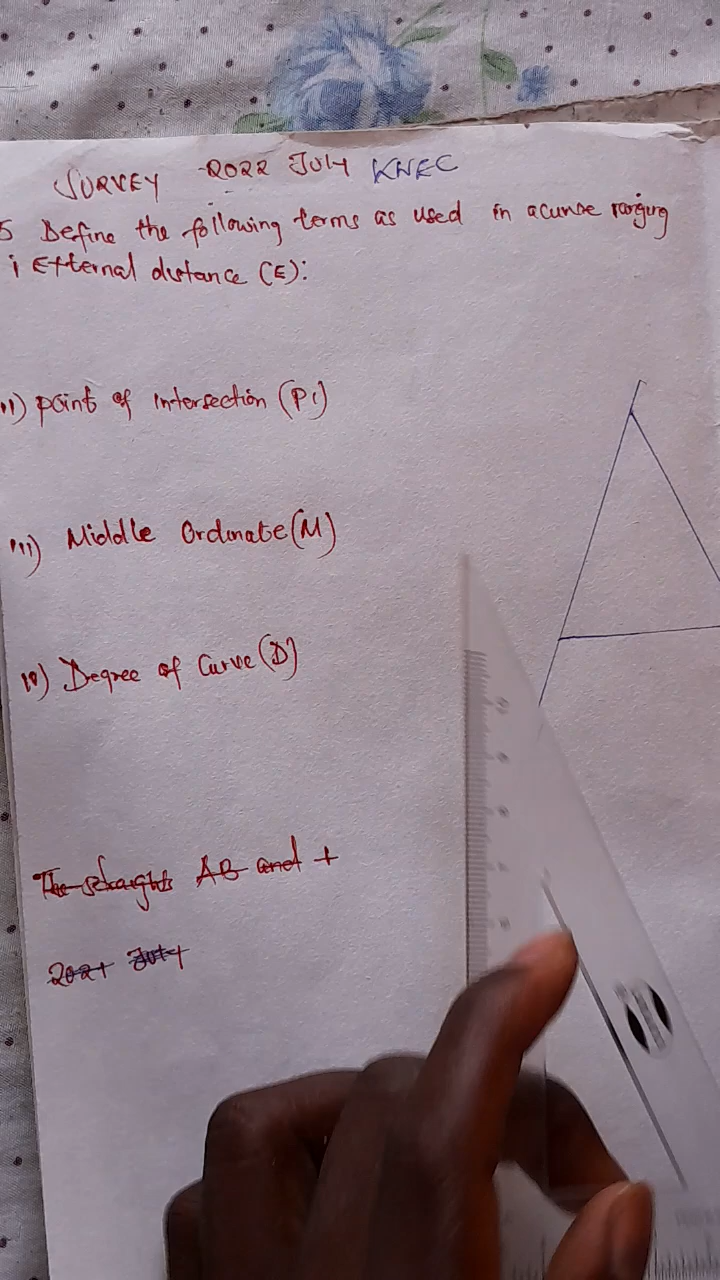 SURVEY 2022 JULY KNEC
5 Define the following terms as used in a curve ranging
i External distance (E):
ii) point of intersection (PI)
iii) Middle Ordinate (M)
iv) Degree of Curve (D)
The straights AB and +
2021 July